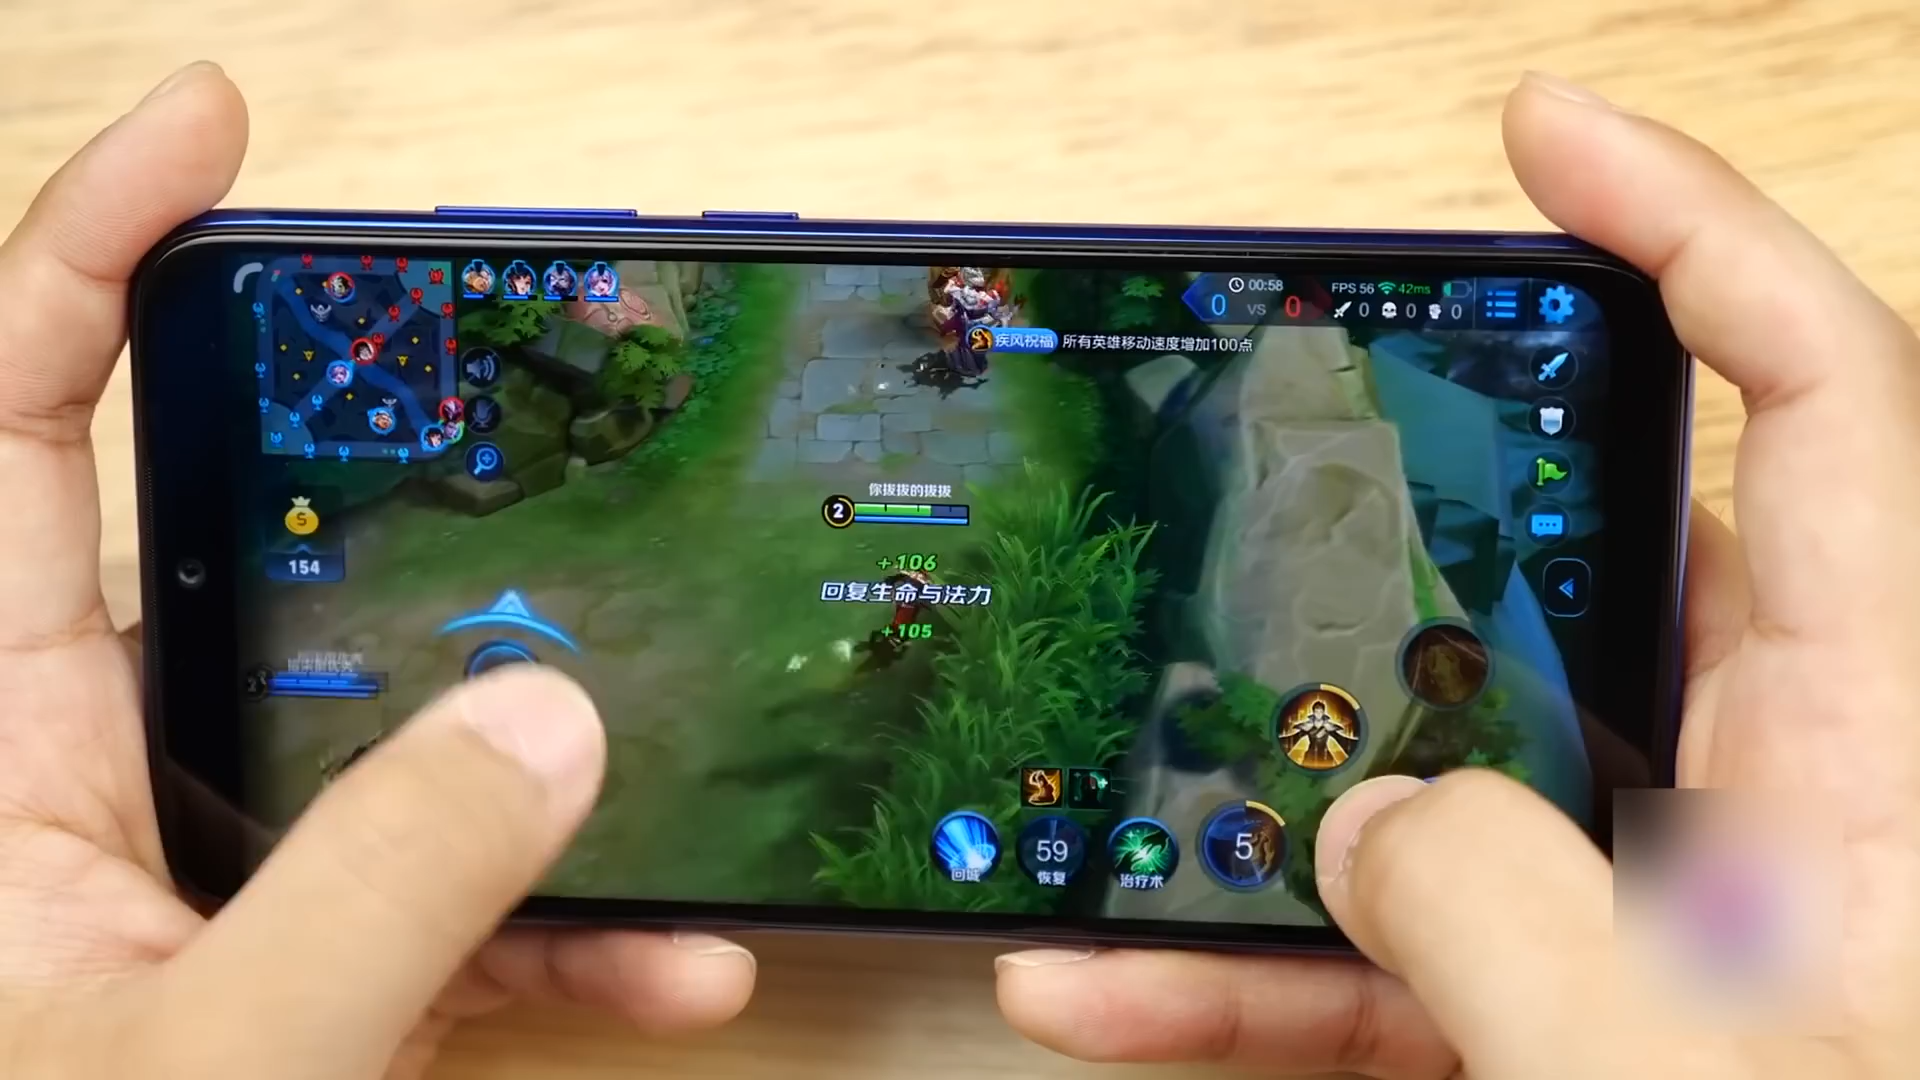 00:58
0 VS 0
FPS 56 42ms
0 0 0
疾风祝福 所有英雄移动速度增加100点
你拔拔的拔拔
2
+106
回复生命与法力
+105
154
2
5
59
回城
恢复
治疗术